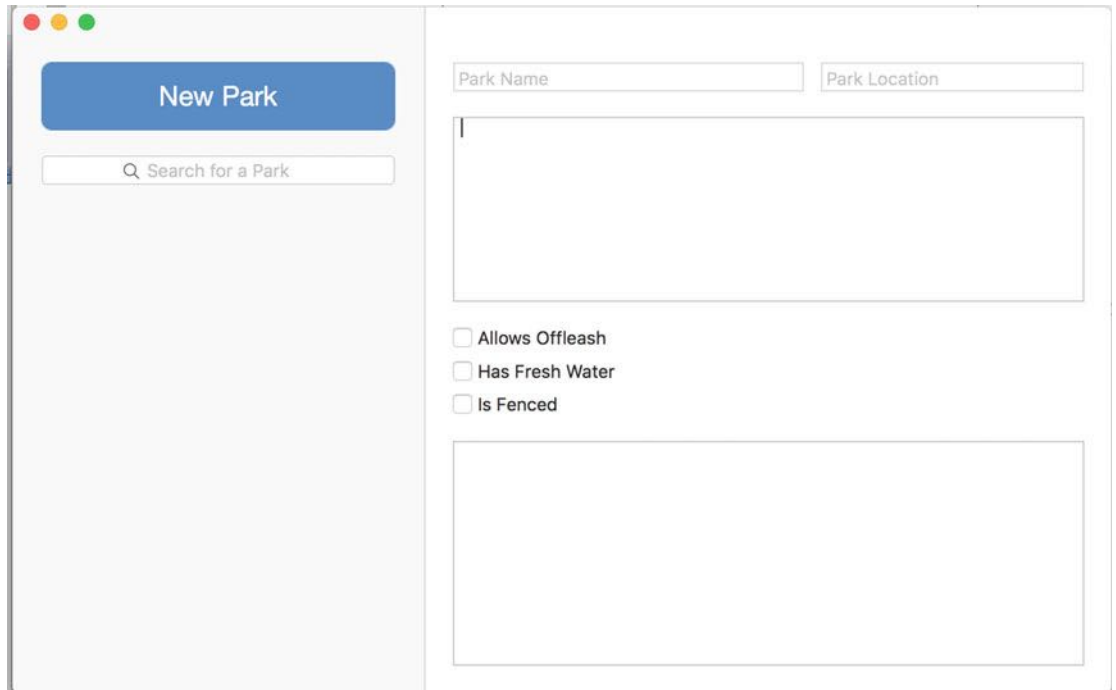 New Park
Search for a Park
Park Name
Park Location
Allows Offleash
Has Fresh Water
Is Fenced